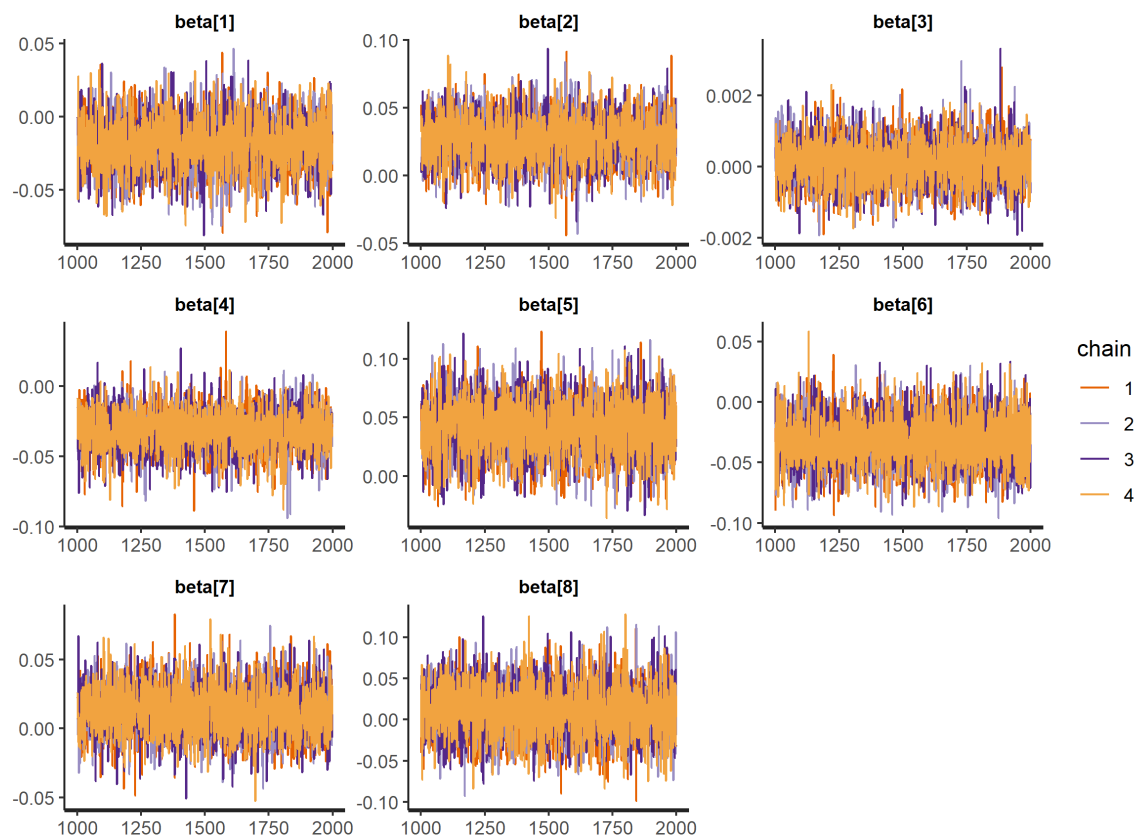 beta[1] beta[2] beta[3]
0.05 0.00 -0.05
0.10 0.05 0.00 -0.05
0.002 0.000 -0.002
1000 1250 1500 1750 2000 1000 1250 1500 1750 2000 1000 1250 1500 1750 2000
beta[4] beta[5] beta[6]
0.00 -0.05 -0.10
0.10 0.05 0.00
0.05 0.00 -0.05 -0.10
1000 1250 1500 1750 2000 1000 1250 1500 1750 2000 1000 1250 1500 1750 2000
chain
1
2
3
4
beta[7] beta[8]
0.05 0.00 -0.05
0.10 0.05 0.00 -0.05 -0.10
1000 1250 1500 1750 2000 1000 1250 1500 1750 2000